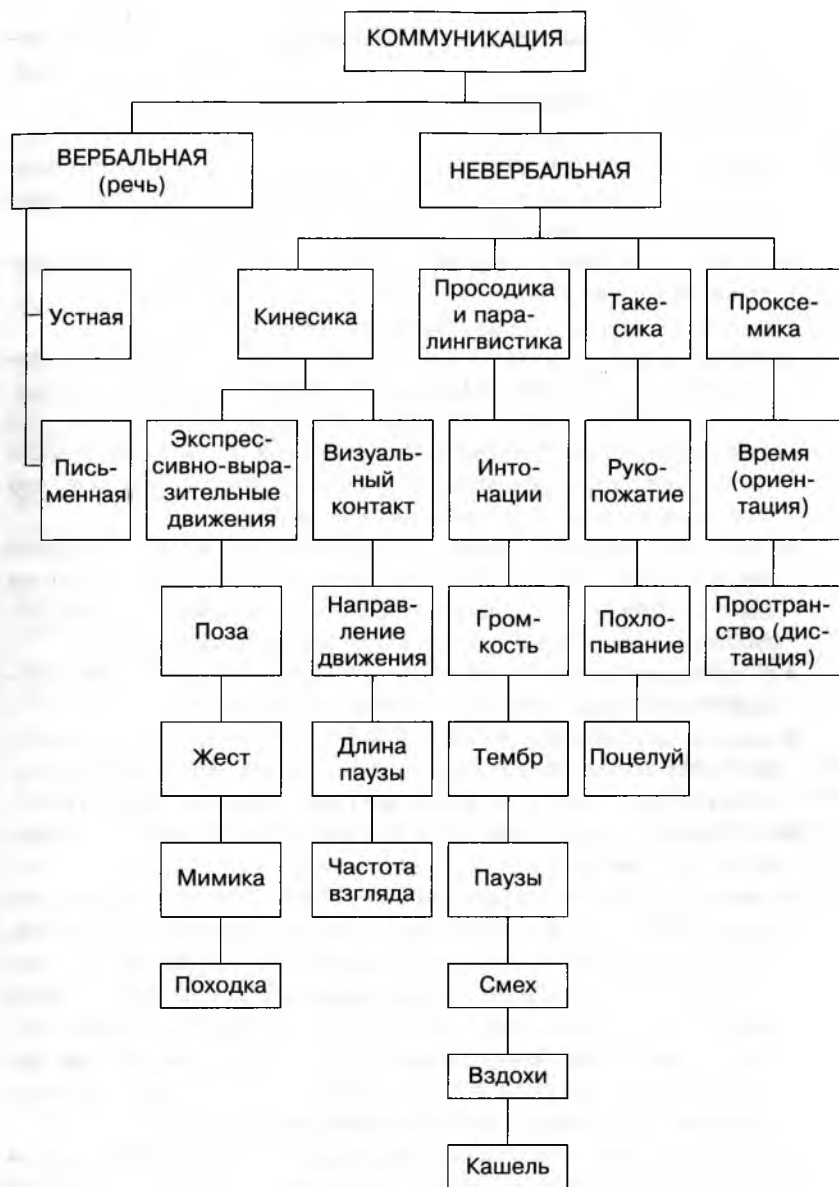 КОММУНИКАЦИЯ
ВЕРБАЛЬНАЯ
(речь)
НЕВЕРБАЛЬНАЯ
Устная
Кинесика
Просодика
и пара-
лингвистика
Таке-
сика
Проксе-
мика
Пись-
менная
Экспрес-
сивно-выра-
зительные
движения
Визуаль-
ный
контакт
Инто-
нации
Руко-
пожатие
Время
(ориен-
тация)
Поза
Направ-
ление
движения
Гром-
кость
Похло-
пывание
Простран-
ство (дис-
танция)
Жест
Длина
паузы
Тембр
Поцелуй
Мимика
Частота
взгляда
Паузы
Походка
Смех
Вздохи
Кашель